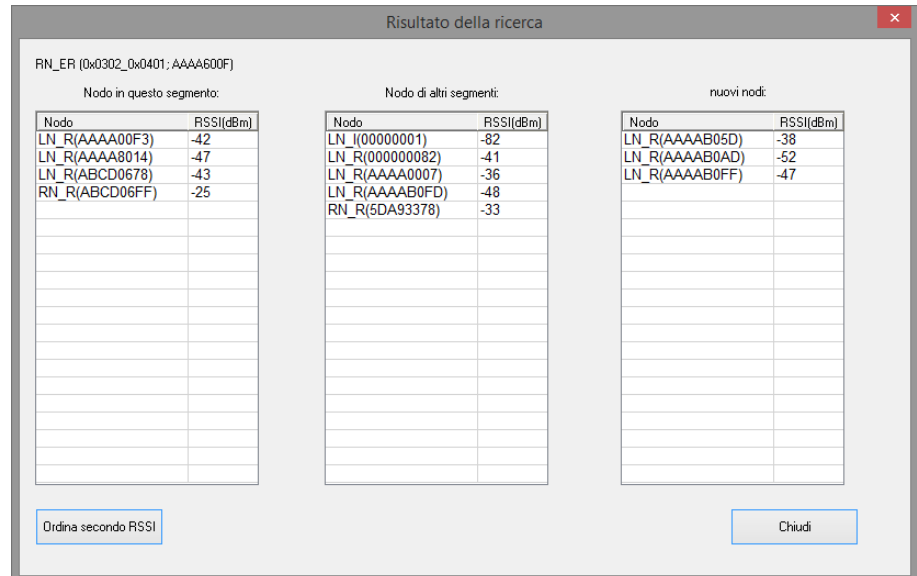 Risultato della ricerca
RN_ER (0x0302_0x0401; AAAA600F)
Nodo in questo segmento:
Nodo RSSI(dBm)
LN_R(AAAA00F3) -42
LN_R(AAAA8014) -47
LN_R(ABCD0678) -43
RN_R(ABCD06FF) -25
Nodo di altri segmenti:
Nodo RSSI(dBm)
LN_I(00000001) -82
LN_R(000000082) -41
LN_R(AAAA0007) -36
LN_R(AAAAB0FD) -48
RN_R(5DA93378) -33
nuovi nodi:
Nodo RSSI(dBm)
LN_R(AAAAB05D) -38
LN_R(AAAAB0AD) -52
LN_R(AAAAB0FF) -47
Ordina secondo RSSI
Chiudi